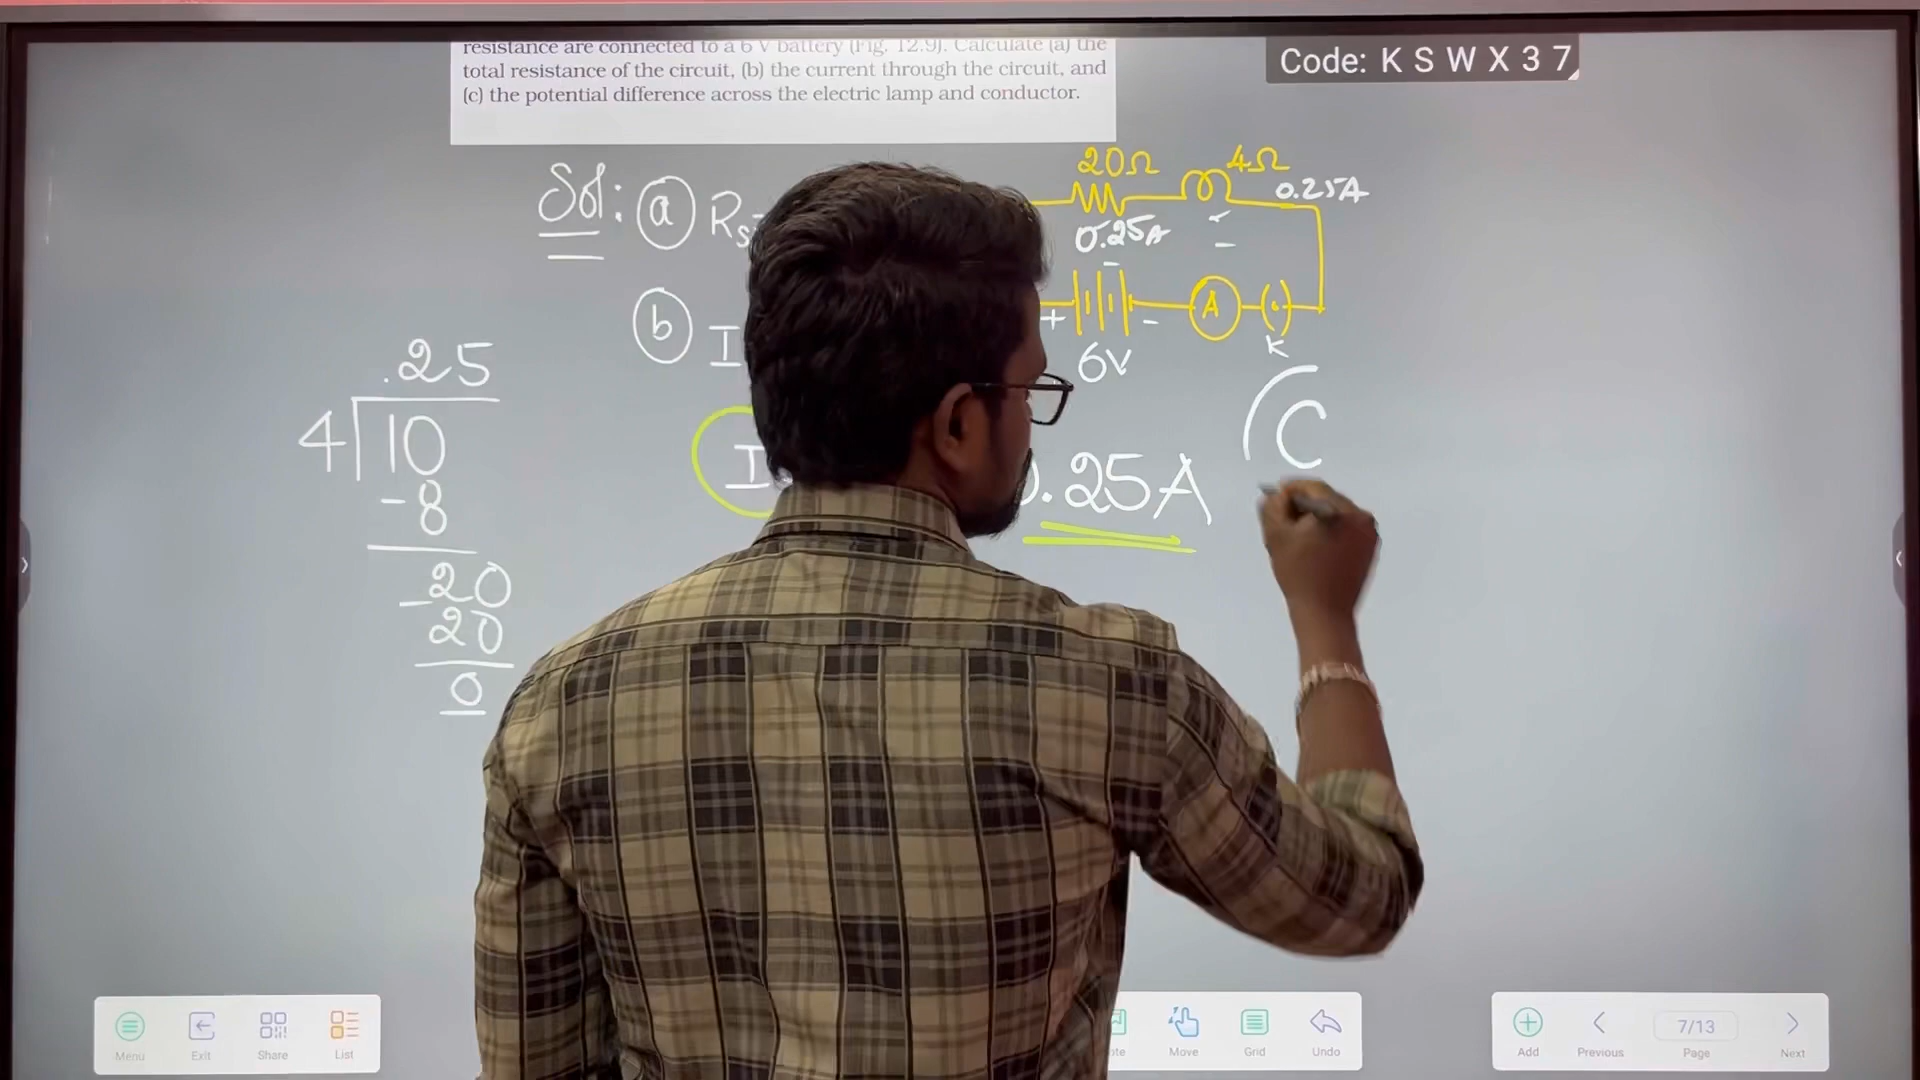 resistance are connected to a 6 V battery (Fig. 12.9). Calculate (a) the
total resistance of the circuit, (b) the current through the circuit, and
(c) the potential difference across the electric lamp and conductor.
Code: K S W X 3 7
Sol: (a) Rs
20Ω 4Ω
0.25A
0.25A
(b) I
+ - A
6V K
.25
4 10
-8
-20
20
0
I
.25A
(C
Menu Exit Share List
Move Grid Undo
Add Previous 7/13 Page Next